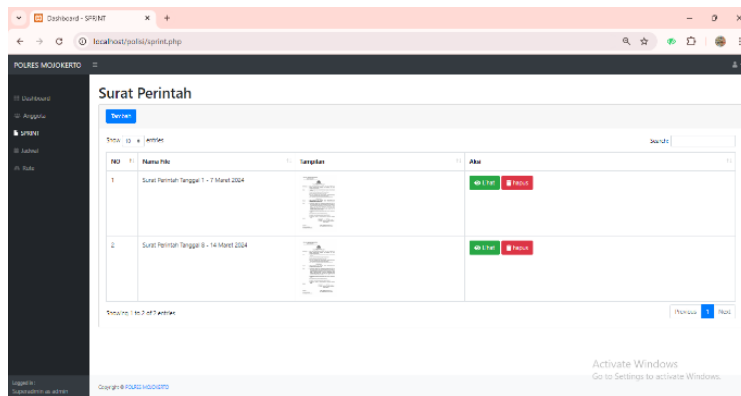 Dashboard - SPRINT
localhost/polisi/sprint.php
POLRES MOJOKERTO
Dashboard
Anggota
SPRINT
Jadwal
Rute
Surat Perintah
Tambah
Show 10 entries
Search:
NO Nama File Tampilan Aksi
1 Surat Perintah Tanggal 1 - 7 Maret 2024 Lihat Hapus
2 Surat Perintah Tanggal 8 - 14 Maret 2024 Lihat Hapus
Showing 1 to 2 of 2 entries
Previous 1 Next
Activate Windows
Go to Settings to activate Windows.
Logged in:
Superadmin as admin
Copyright © POLRES MOJOKERTO